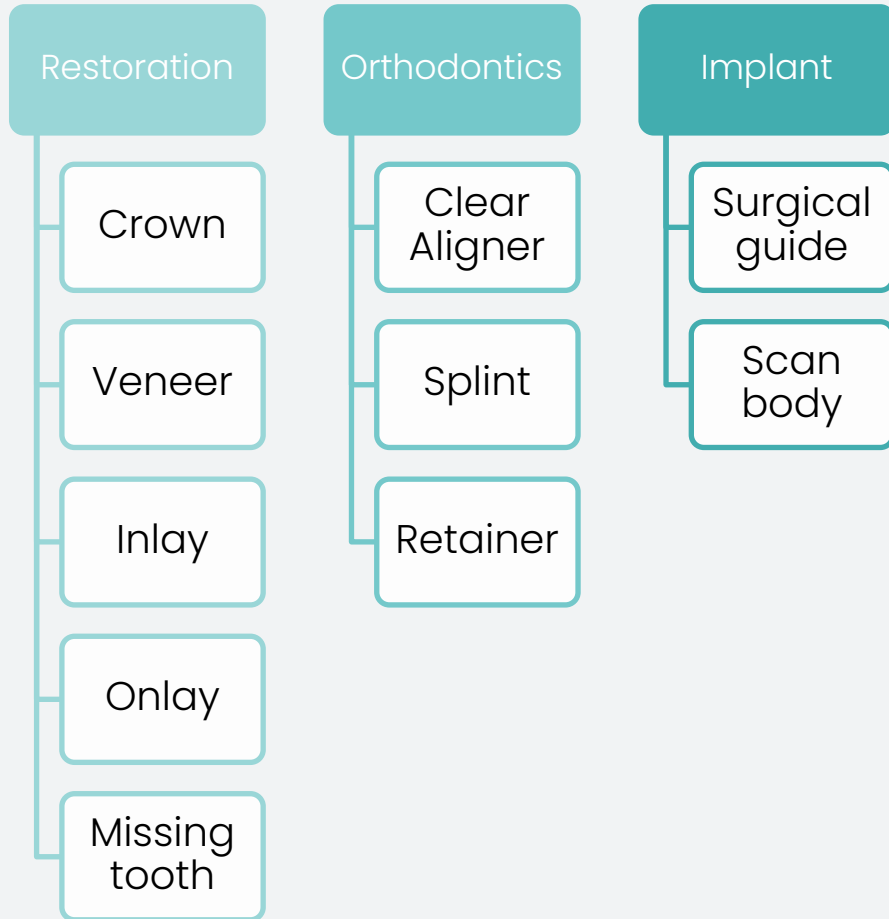 Restoration
Crown
Veneer
Inlay
Onlay
Missing
tooth
Orthodontics
Clear
Aligner
Splint
Retainer
Implant
Surgical
guide
Scan
body